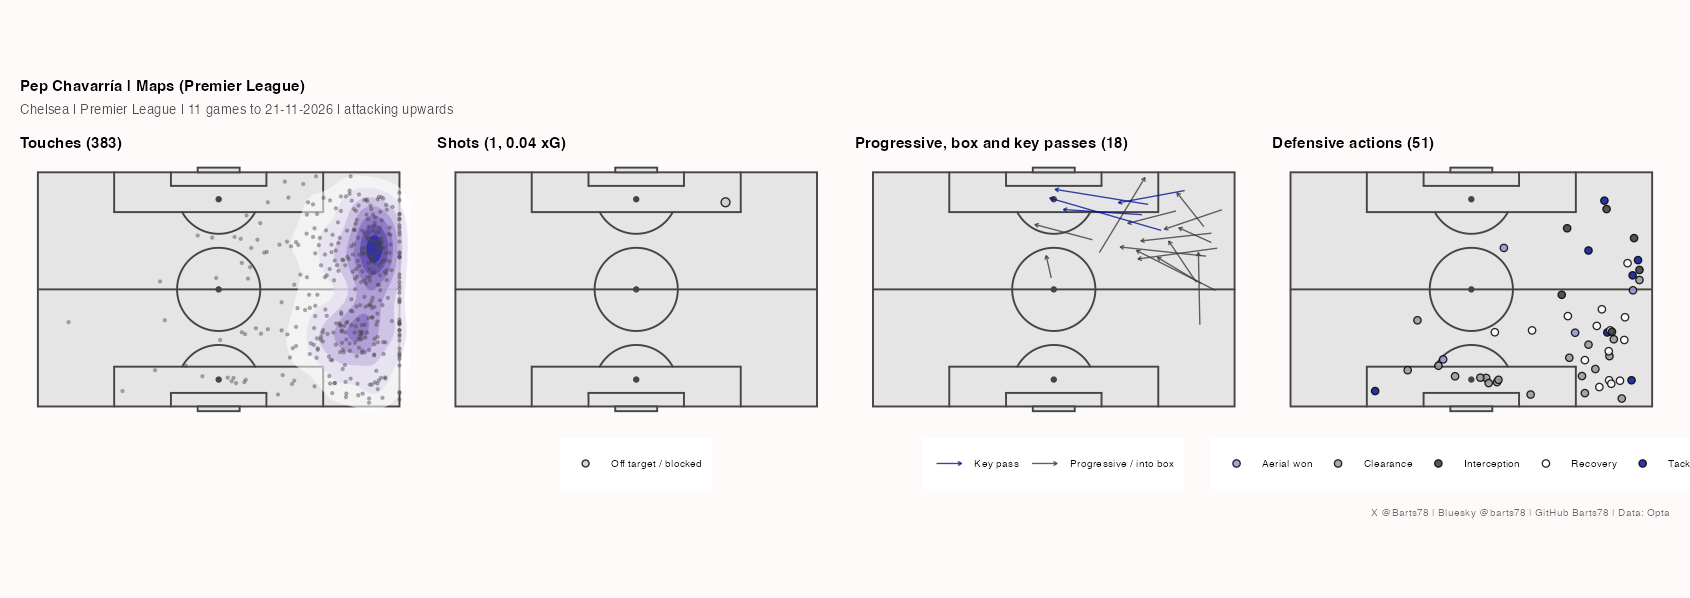 Pep Chavarría | Maps (Premier League)
Chelsea | Premier League | 11 games to 21-11-2026 | attacking upwards
Touches (383)
Shots (1, 0.04 xG)
Progressive, box and key passes (18)
Defensive actions (51)
Off target / blocked
Key pass
Progressive / into box
Aerial won
Clearance
Interception
Recovery
Tack
X @Barts78 | Bluesky @barts78 | GitHub Barts78 | Data: Opta